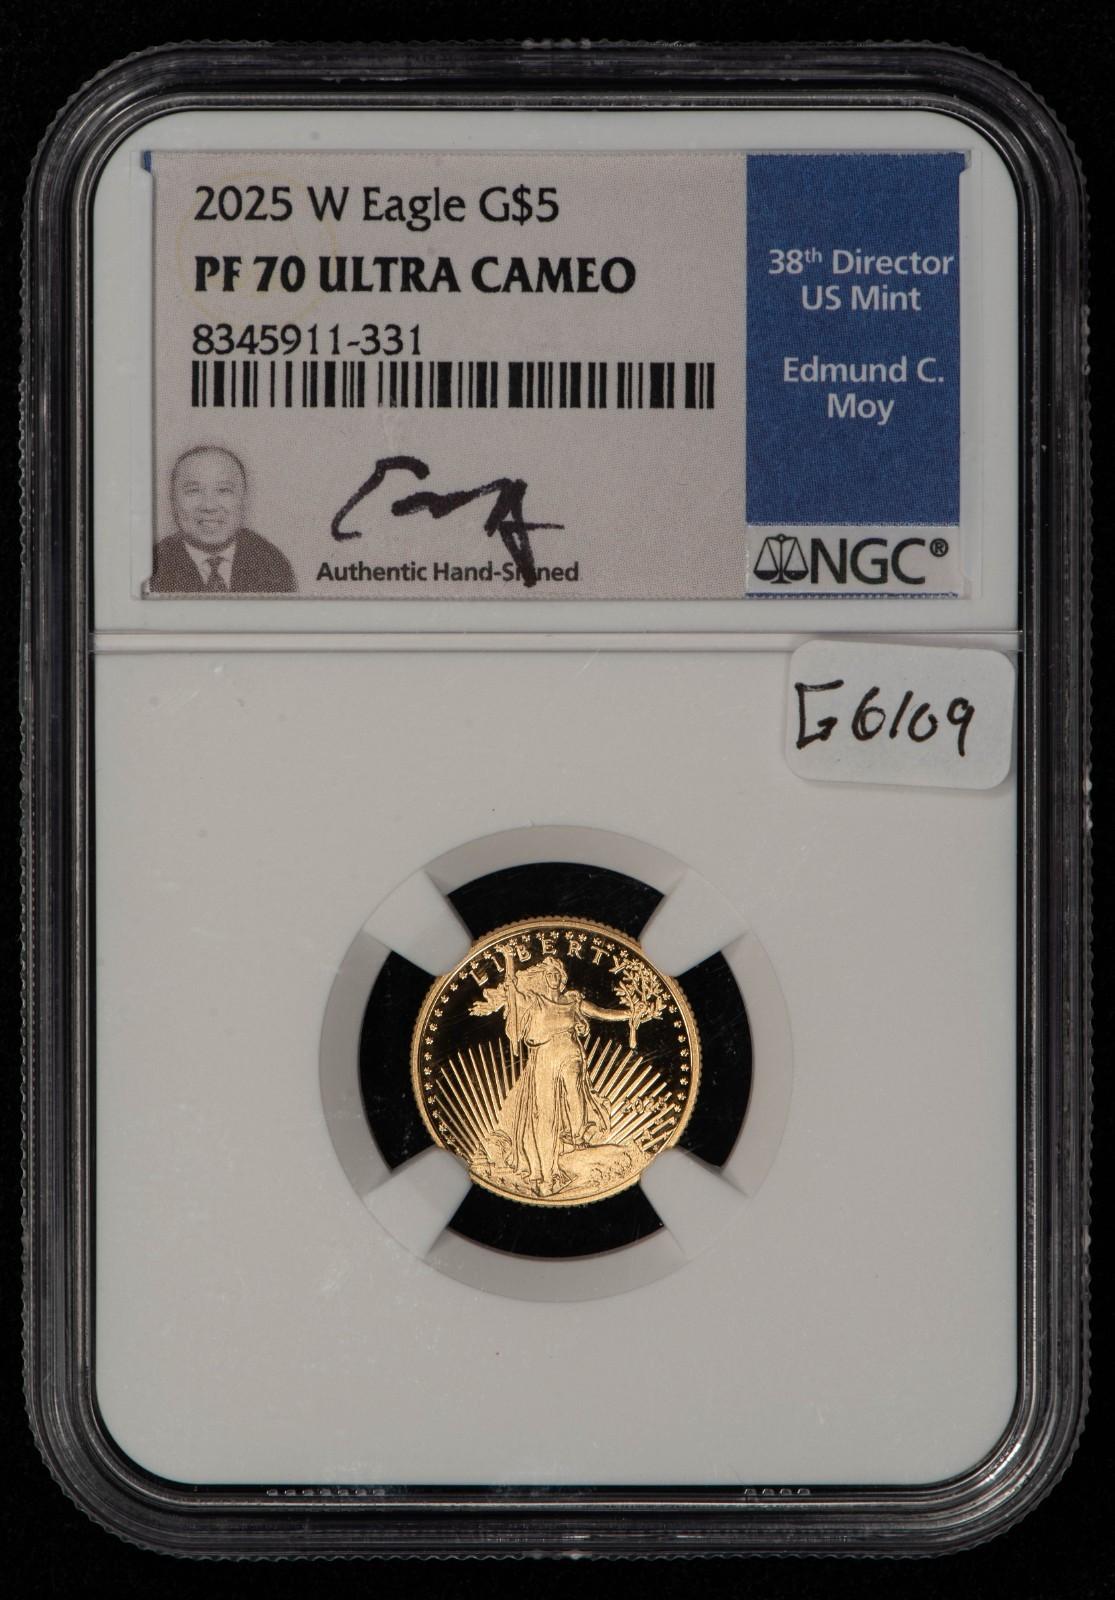 2025 W Eagle G$5
PF 70 ULTRA CAMEO
8345911-331
Authentic Hand-Signed
38th Director
US Mint
Edmund C.
Moy
NGC®
G6109
LIBERTY
2025